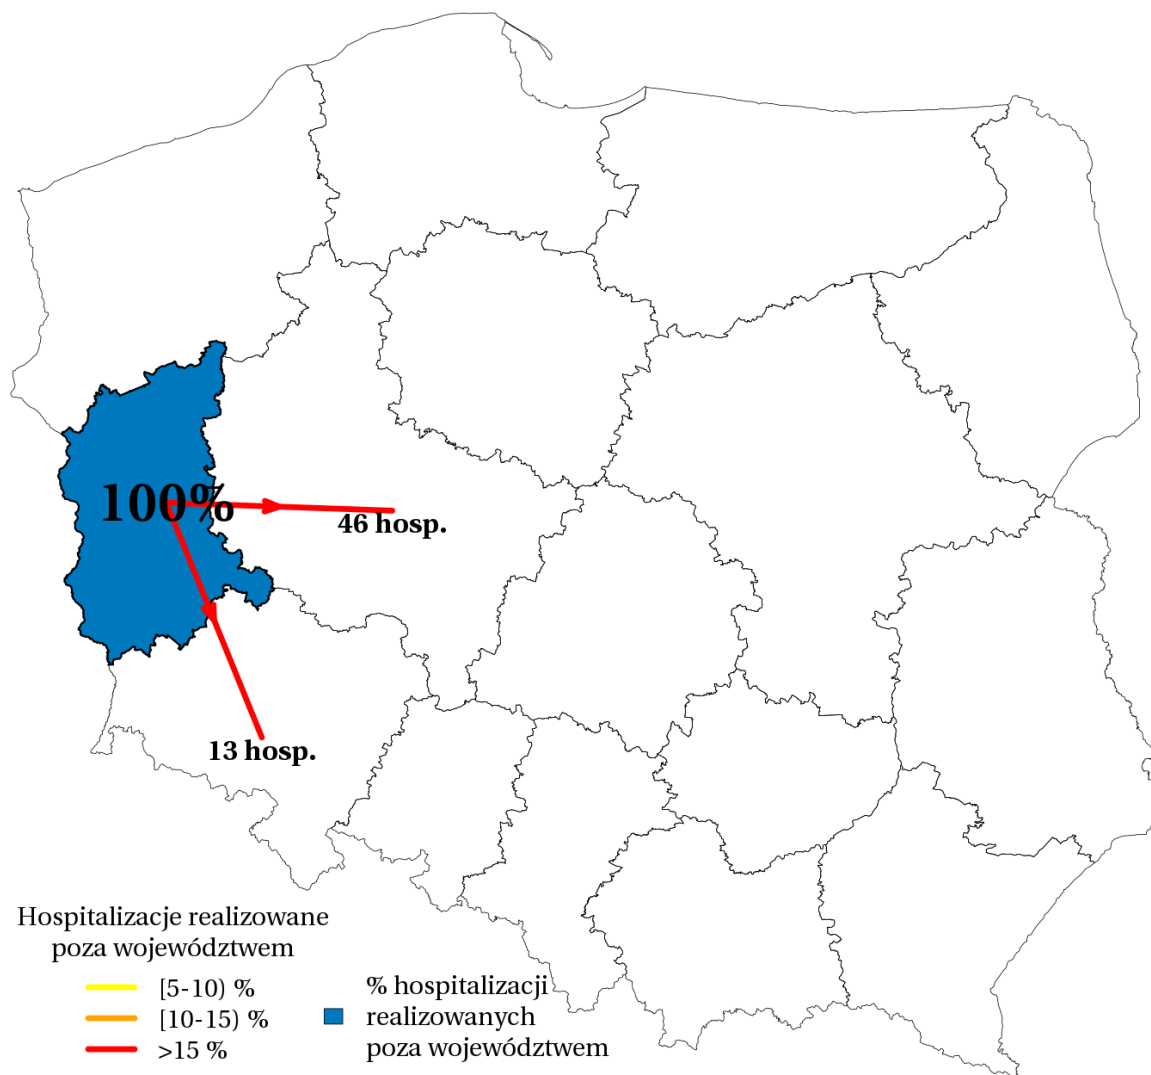 100%
46 hosp.
13 hosp.
Hospitalizacje realizowane
poza województwem
[5-10) %
[10-15) %
>15 %
% hospitalizacji
realizowanych
poza województwem